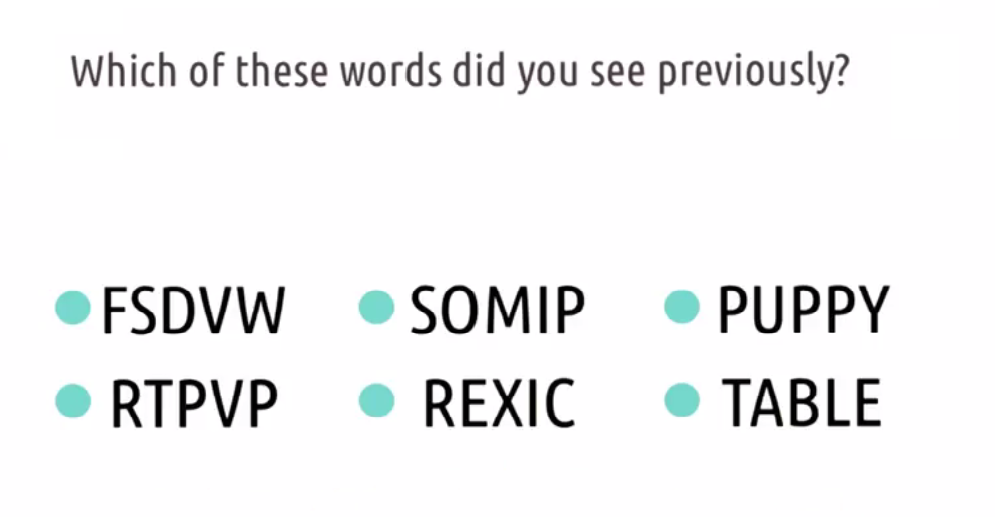 Which of these words did you see previously?
FSDVW SOMIP PUPPY
RTPVP REXIC TABLE